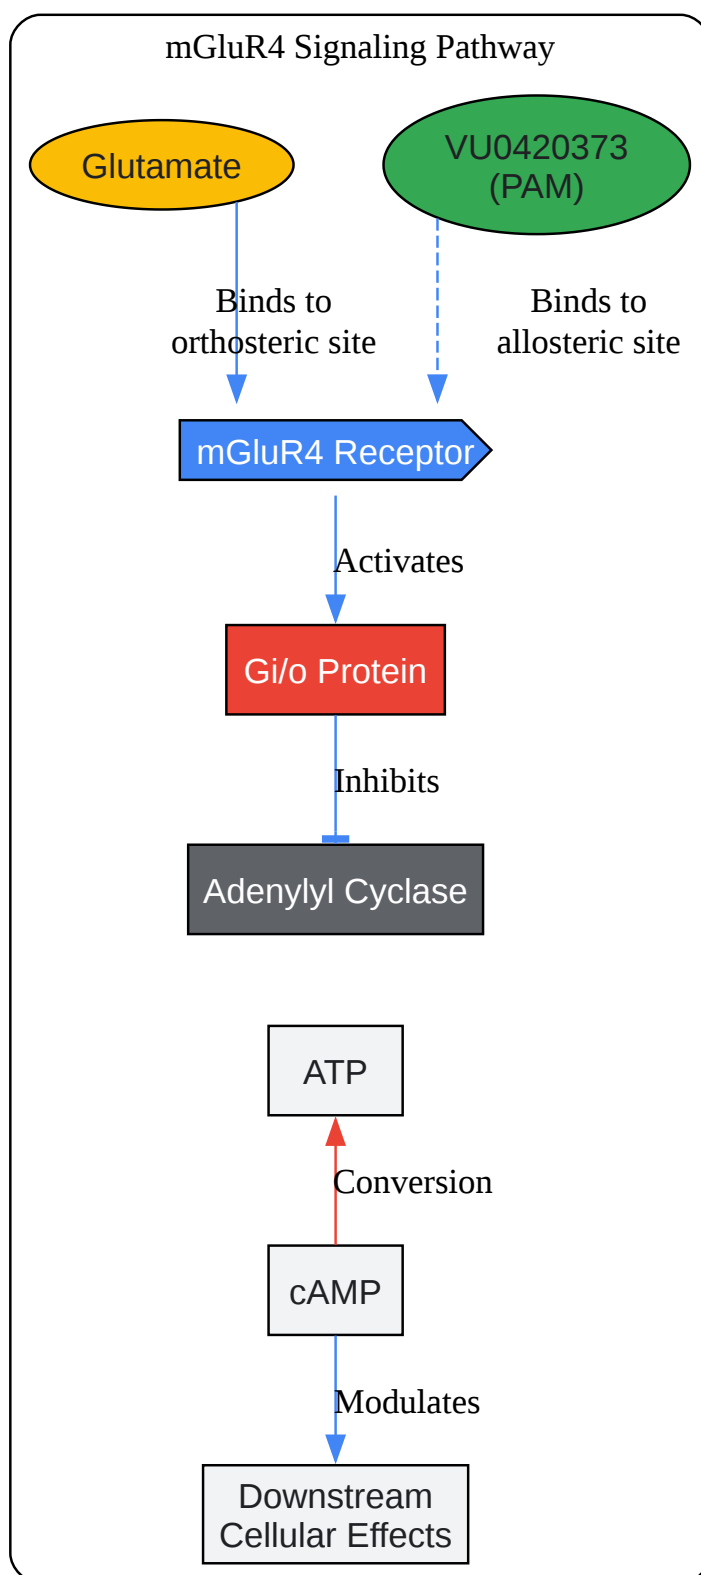 mGluR4 Signaling Pathway
Glutamate
VU0420373
(PAM)
Binds to
orthosteric site
Binds to
allosteric site
mGluR4 Receptor
Activates
Gi/o Protein
Inhibits
Adenylyl Cyclase
ATP
Conversion
cAMP
Modulates
Downstream
Cellular Effects